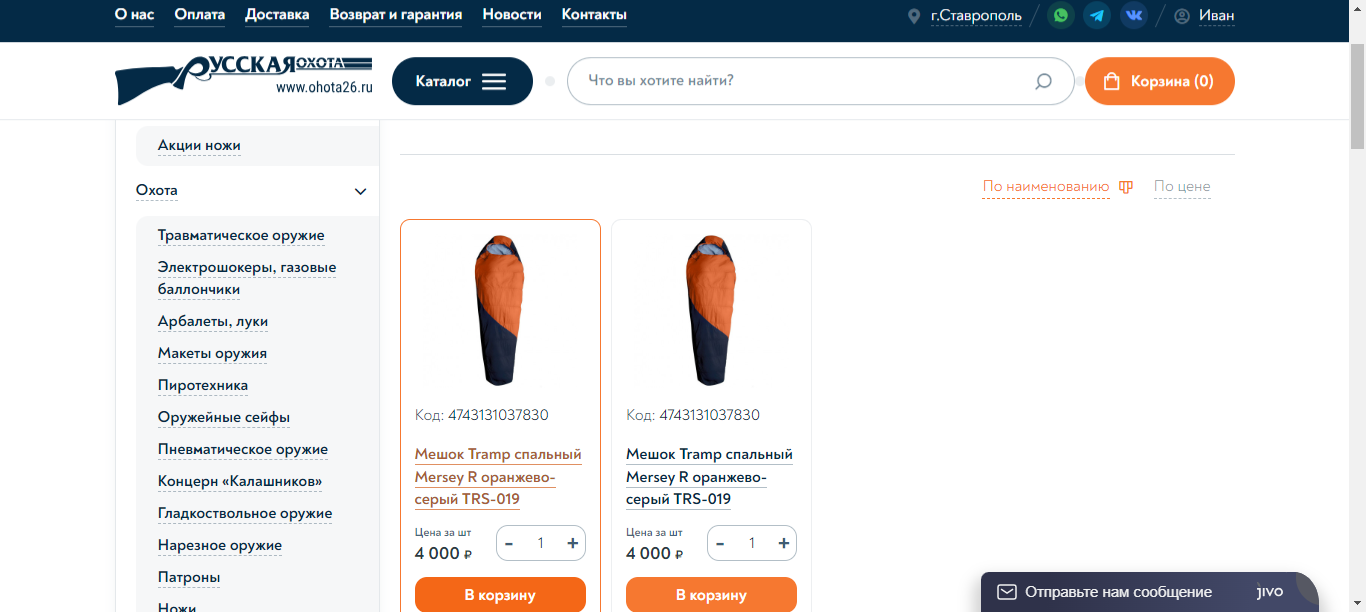 О нас Оплата Доставка Возврат и гарантия Новости Контакты г.Ставрополь Иван
РУССКАЯ ОХОТА
www.ohota26.ru
Каталог
Что вы хотите найти?
Корзина (0)
Акции ножи
Охота
Травматическое оружие
Электрошокеры, газовые
баллончики
Арбалеты, луки
Макеты оружия
Пиротехника
Оружейные сейфы
Пневматическое оружие
Концерн «Калашников»
Гладкоствольное оружие
Нарезное оружие
Патроны
Ножи
По наименованию По цене
Код: 4743131037830
Мешок Tramp спальный
Mersey R оранжево-
серый TRS-019
Цена за шт
4 000 ₽
- 1 +
В корзину
Код: 4743131037830
Мешок Tramp спальный
Mersey R оранжево-
серый TRS-019
Цена за шт
4 000 ₽
- 1 +
В корзину
Отправьте нам сообщение jivo